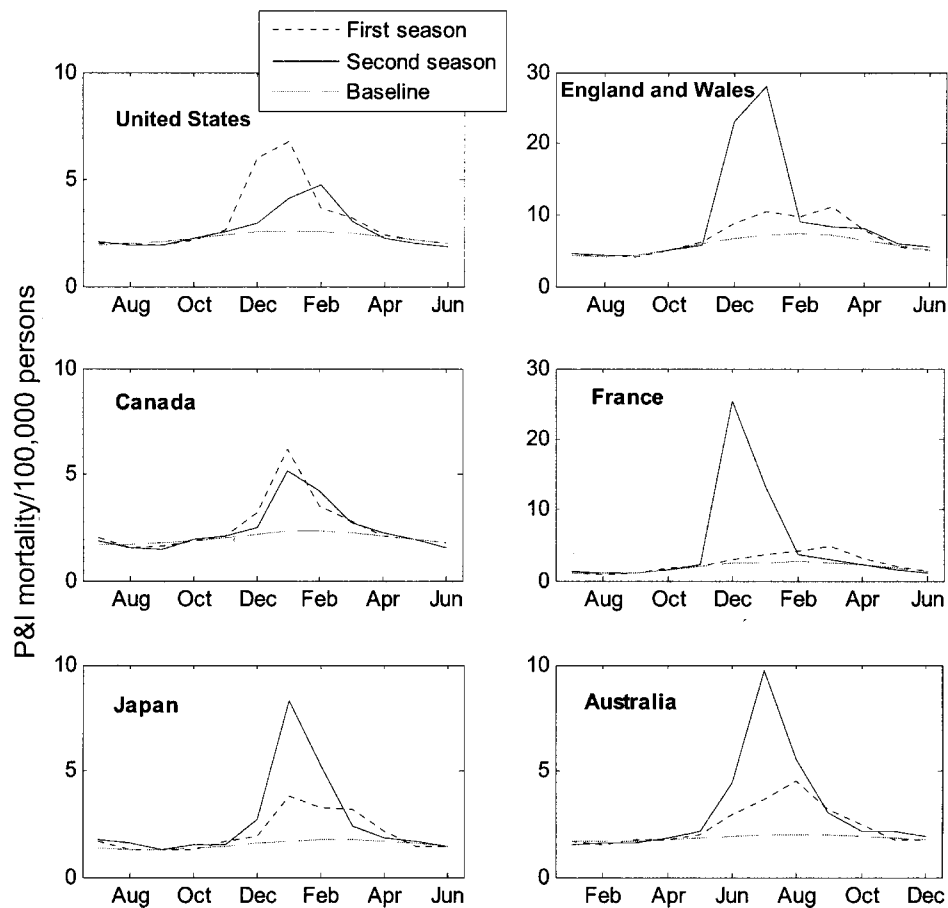 First season
Second season
Baseline
P&I mortality/100,000 persons
10
5
0
United States
Aug Oct Dec Feb Apr Jun
30
20
10
0
England and Wales
Aug Oct Dec Feb Apr Jun
10
5
0
Canada
Aug Oct Dec Feb Apr Jun
30
20
10
0
France
Aug Oct Dec Feb Apr Jun
10
5
0
Japan
Aug Oct Dec Feb Apr Jun
10
5
0
Australia
Feb Apr Jun Aug Oct Dec